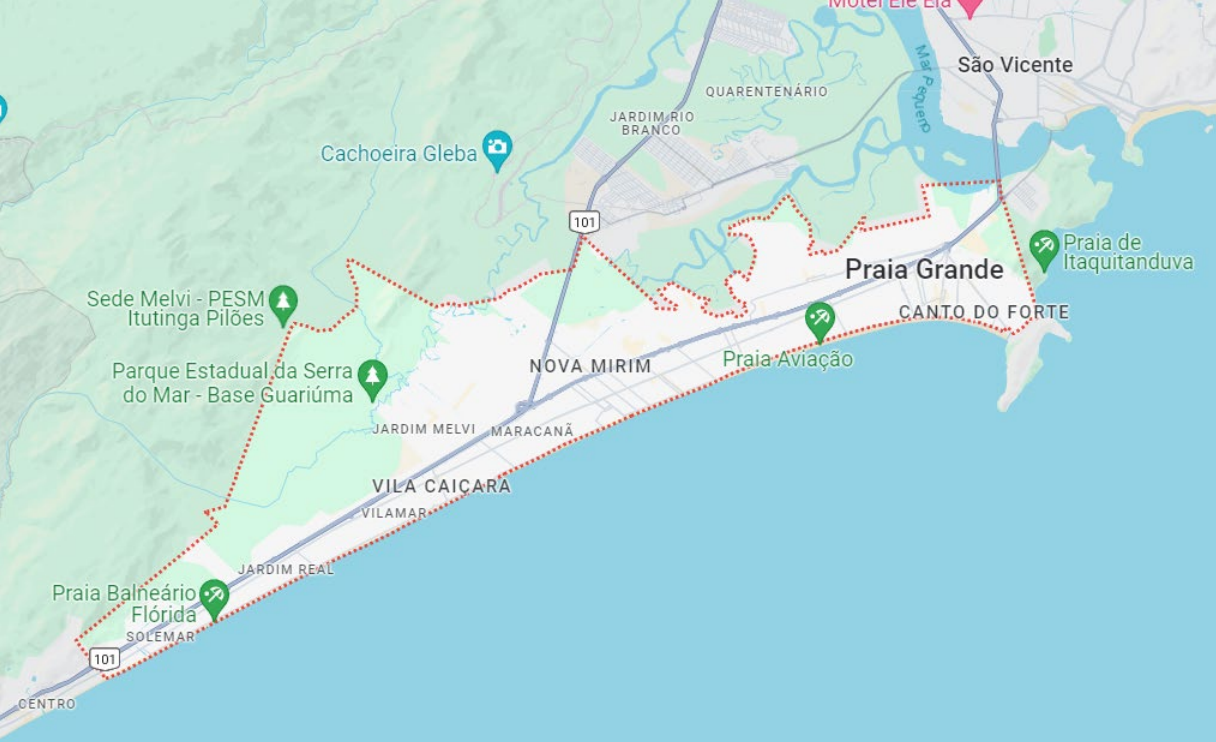 Motel Ele Ela
São Vicente
Mar Pequeno
QUARENTENÁRIO
JARDIM RIO
BRANCO
Cachoeira Gleba
101
Praia de
Itaquitanduva
Praia Grande
Sede Melvi - PESM
Itutinga Pilões
CANTO DO FORTE
Praia Aviação
NOVA MIRIM
Parque Estadual da Serra
do Mar - Base Guariúma
JARDIM MELVI
MARACANÃ
VILA CAIÇARA
VILAMAR
JARDIM REAL
Praia Balneário
Flórida
SOLEMAR
101
CENTRO